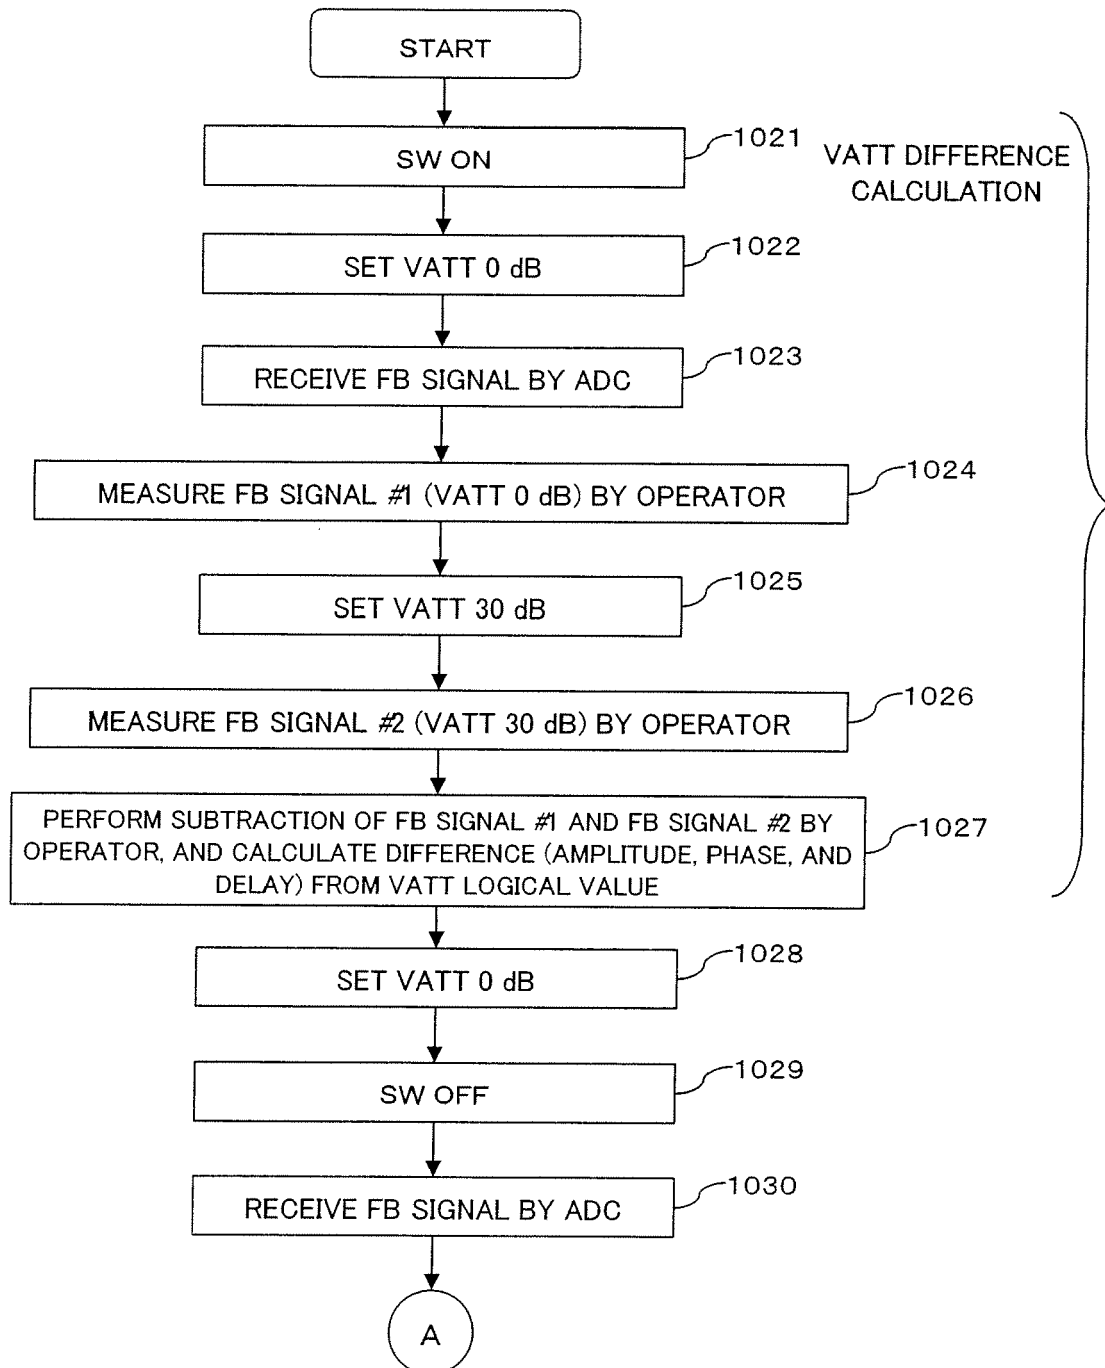 START
SW ON
1021
VATT DIFFERENCE
CALCULATION
SET VATT 0 dB
1022
RECEIVE FB SIGNAL BY ADC
1023
MEASURE FB SIGNAL #1 (VATT 0 dB) BY OPERATOR
1024
SET VATT 30 dB
1025
MEASURE FB SIGNAL #2 (VATT 30 dB) BY OPERATOR
1026
PERFORM SUBTRACTION OF FB SIGNAL #1 AND FB SIGNAL #2 BY
OPERATOR, AND CALCULATE DIFFERENCE (AMPLITUDE, PHASE, AND
DELAY) FROM VATT LOGICAL VALUE
1027
SET VATT 0 dB
1028
SW OFF
1029
RECEIVE FB SIGNAL BY ADC
1030
A